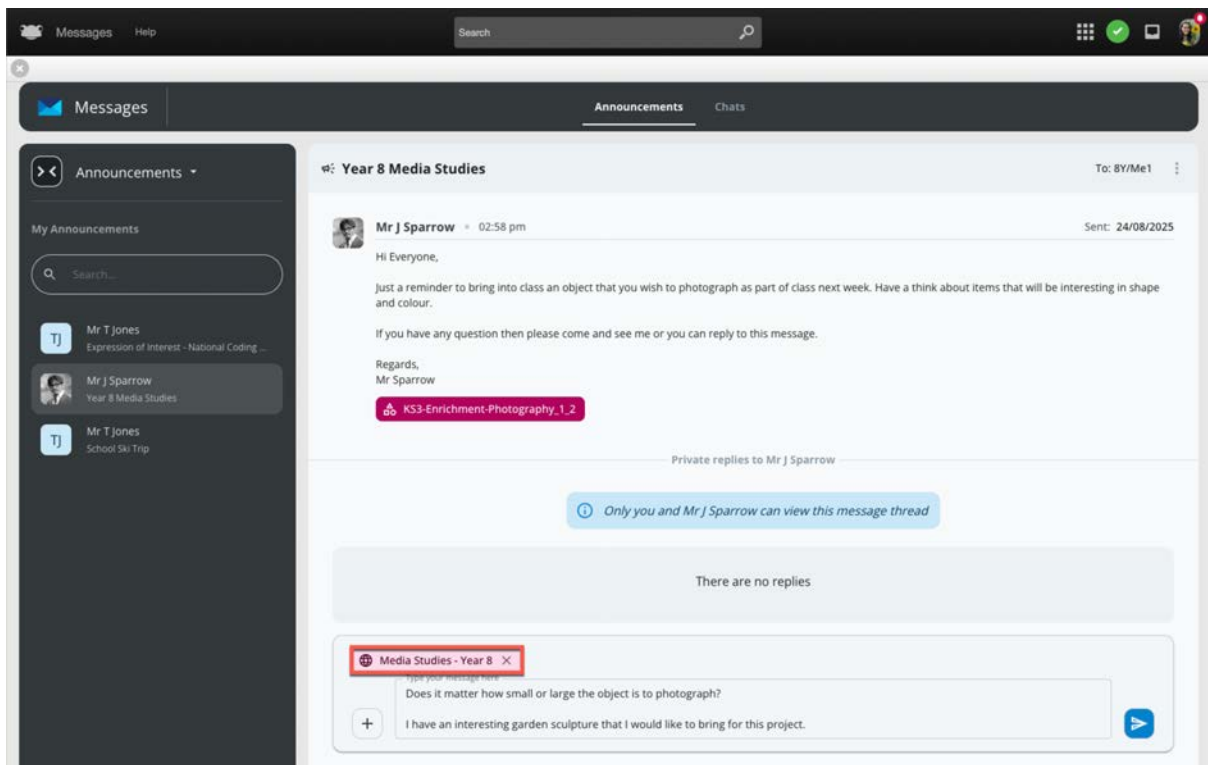 Messages Help
Search
Messages
Announcements Chats
Announcements
My Announcements
Search...
TJ
Mr T Jones
Expression of Interest - National Coding ...
Mr J Sparrow
Year 8 Media Studies
TJ
Mr T Jones
School Ski Trip
Year 8 Media Studies
To: 8Y/Me1
Mr J Sparrow 02:58 pm
Sent: 24/08/2025
Hi Everyone,
Just a reminder to bring into class an object that you wish to photograph as part of class next week. Have a think about items that will be interesting in shape
and colour.
If you have any question then please come and see me or you can reply to this message.
Regards,
Mr Sparrow
KS3-Enrichment-Photography_1_2
Private replies to Mr J Sparrow
Only you and Mr J Sparrow can view this message thread
There are no replies
Media Studies - Year 8
Type your message here
Does it matter how small or large the object is to photograph?
I have an interesting garden sculpture that I would like to bring for this project.